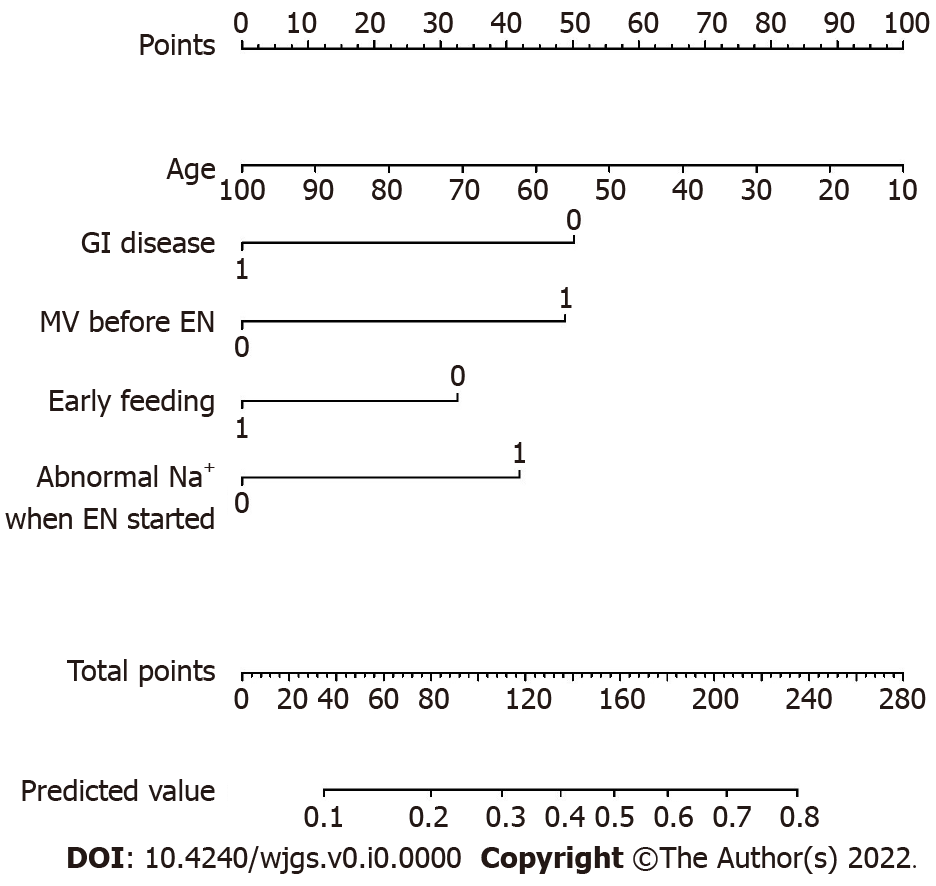 0 10 20 30 40 50 60 70 80 90 100
Points
Age
100 90 80 70 60 50 40 30 20 10
0
GI disease
1
1
MV before EN
0
0
Early feeding
1
1
Abnormal Na⁺
0
when EN started
Total points
0 20 40 60 80 120 160 200 240 280
Predicted value
0.1 0.2 0.3 0.4 0.5 0.6 0.7 0.8
DOI: 10.4240/wjgs.v0.i0.0000 Copyright ©The Author(s) 2022.